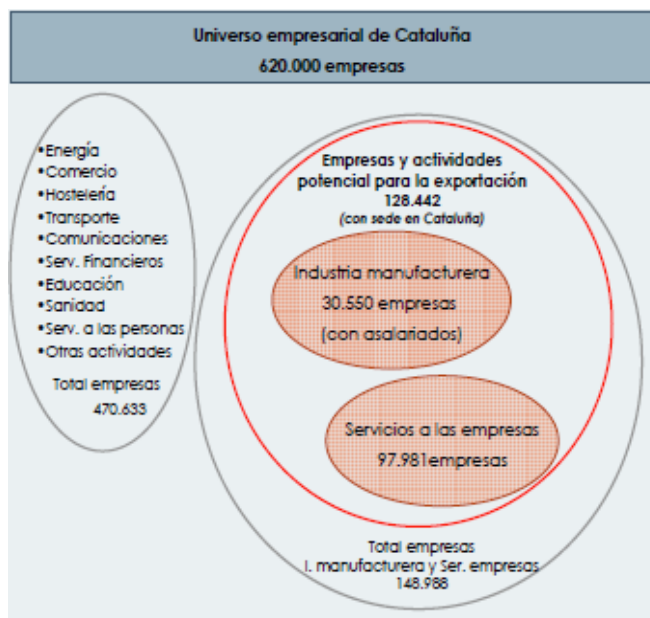 Universo empresarial de Cataluña
620.000 empresas
•Energía
•Comercio
•Hostelería
•Transporte
•Comunicaciones
•Serv. Financieros
•Educación
•Sanidad
•Serv. a las personas
•Otras actividades
Total empresas
470.633
Empresas y actividades
potencial para la exportación
128.442
(con sede en Cataluña)
Industria manufacturera
30.550 empresas
(con asalariados)
Servicios a las empresas
97.981empresas
Total empresas
I. manufacturera y Ser. empresas
148.988